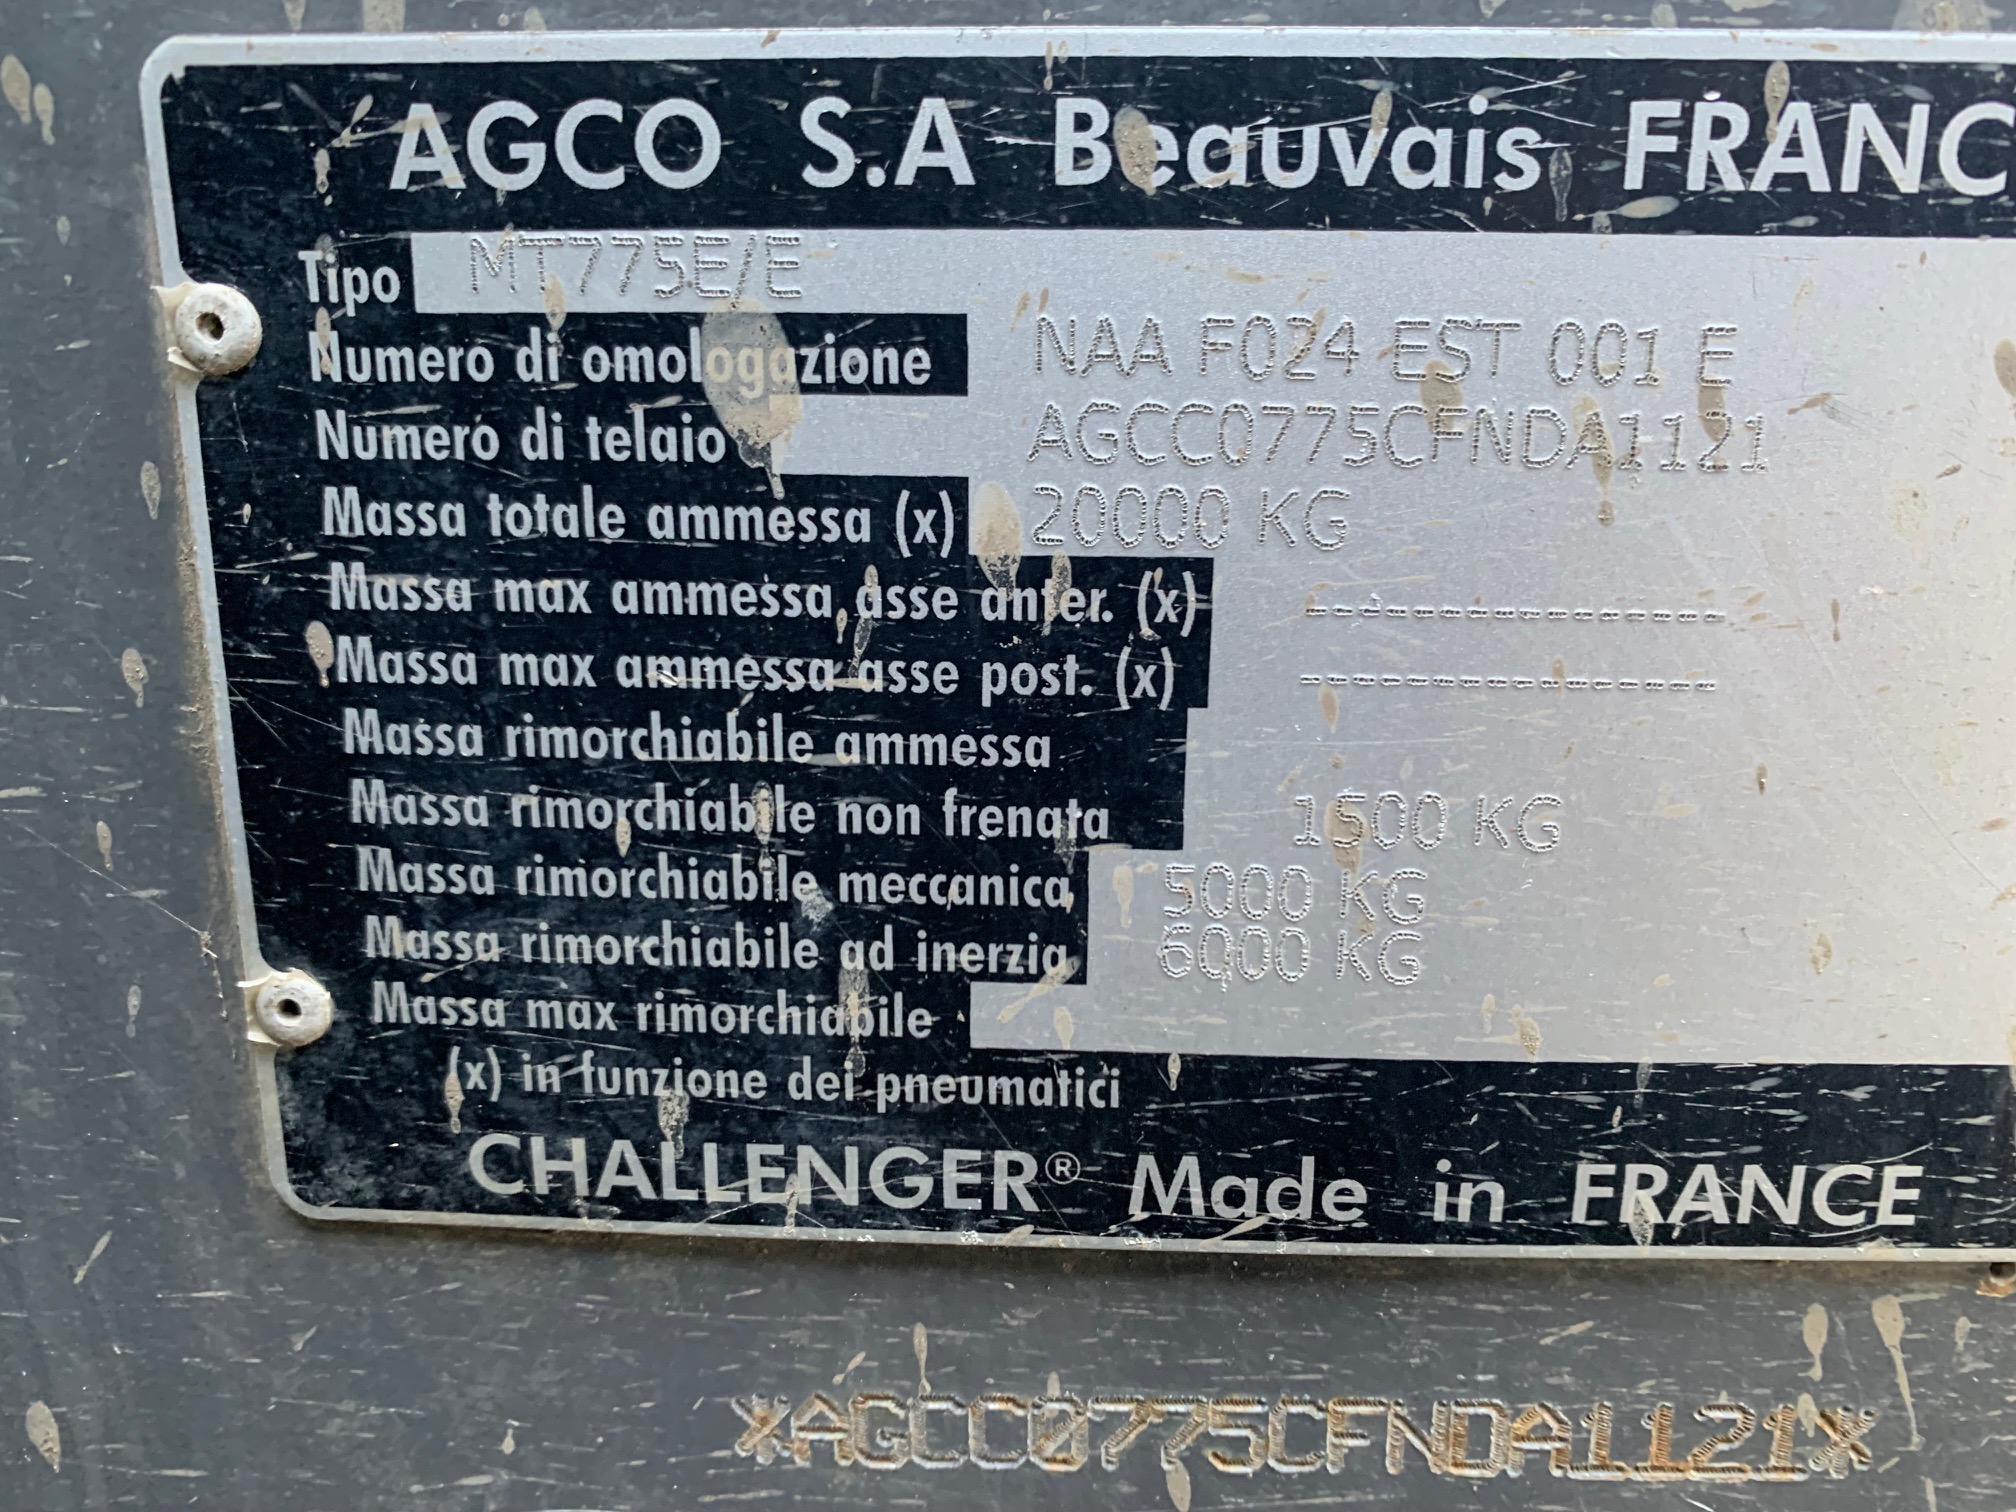 AGCO S.A Beauvais FRANC
Tipo MT775E/E
Numero di omologazione NAA F024 EST 001 E
Numero di telaio AGCC0775CFNDA1121
Massa totale ammessa (x) 20000 KG
Massa max ammessa asse anter. (x) -----------------
Massa max ammessa asse post. (x) -----------------
Massa rimorchiabile ammessa
Massa rimorchiabile non frenata 1500 KG
Massa rimorchiabile meccanica 5000 KG
Massa rimorchiabile ad inerzia 6000 KG
Massa max rimorchiabile
(x) in funzione dei pneumatici
CHALLENGER® Made in FRANCE
*AGCC0775CFNDA1121*